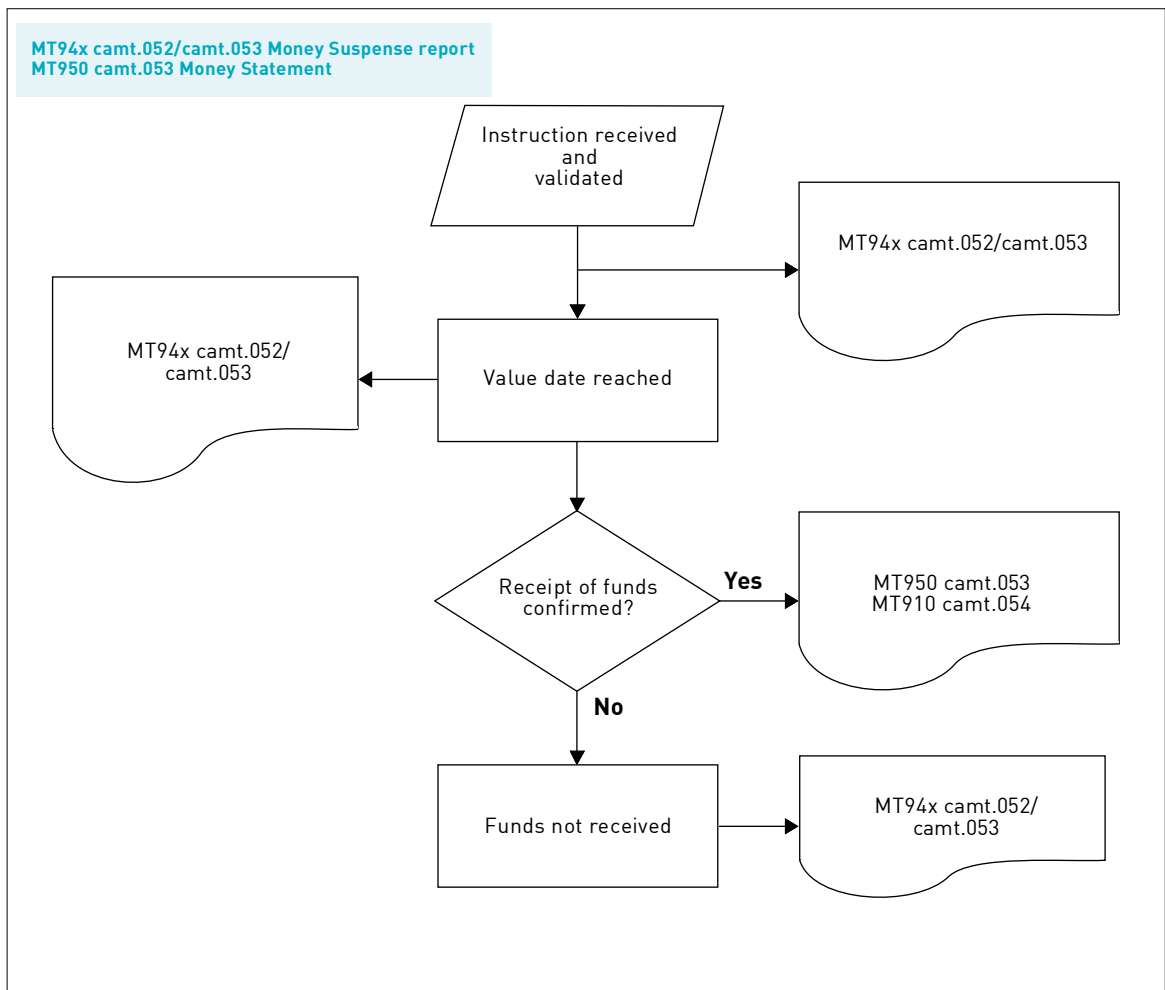 MT94x camt.052/camt.053 Money Suspense report
MT950 camt.053 Money Statement
Instruction received
and
validated
MT94x camt.052/camt.053
MT94x camt.052/
camt.053
Value date reached
Receipt of funds
confirmed?
Yes
MT950 camt.053
MT910 camt.054
No
Funds not received
MT94x camt.052/
camt.053